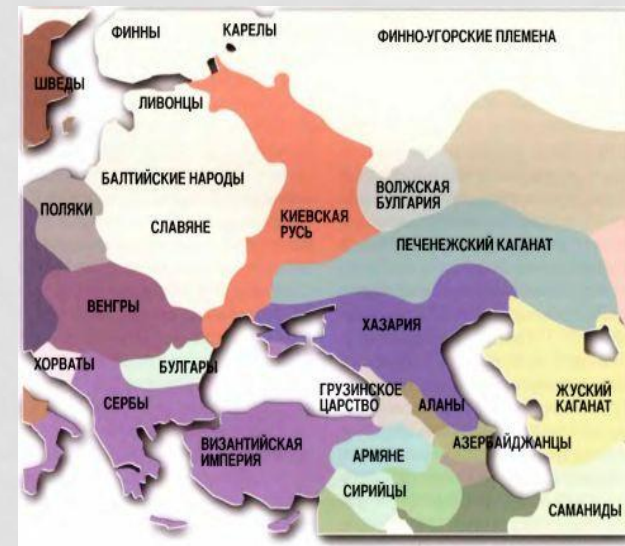 ФИННЫ
КАРЕЛЫ
ФИННО-УГОРСКИЕ ПЛЕМЕНА
ШВЕДЫ
ЛИВОНЦЫ
БАЛТИЙСКИЕ НАРОДЫ
ПОЛЯКИ
СЛАВЯНЕ
КИЕВСКАЯ
РУСЬ
ВОЛЖСКАЯ
БУЛГАРИЯ
ПЕЧЕНЕЖСКИЙ КАГАНАТ
ВЕНГРЫ
ХАЗАРИЯ
ХОРВАТЫ
БУЛГАРЫ
СЕРБЫ
ГРУЗИНСКОЕ
ЦАРСТВО
АЛАНЫ
ЖУСКИЙ
КАГАНАТ
ВИЗАНТИЙСКАЯ
ИМПЕРИЯ
АРМЯНЕ
АЗЕРБАЙДЖАНЦЫ
СИРИЙЦЫ
САМАНИДЫ